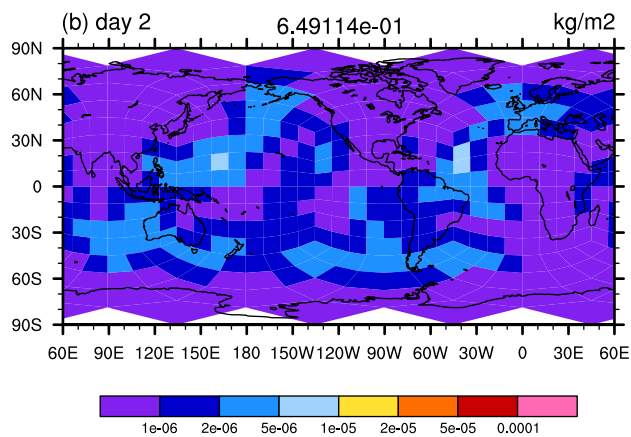 (b) day 2 6.49114e-01 kg/m2
90N
60N
30N
0
30S
60S
90S
60E 90E 120E 150E 180 150W 120W 90W 60W 30W 0 30E 60E
1e-06 2e-06 5e-06 1e-05 2e-05 5e-05 0.0001